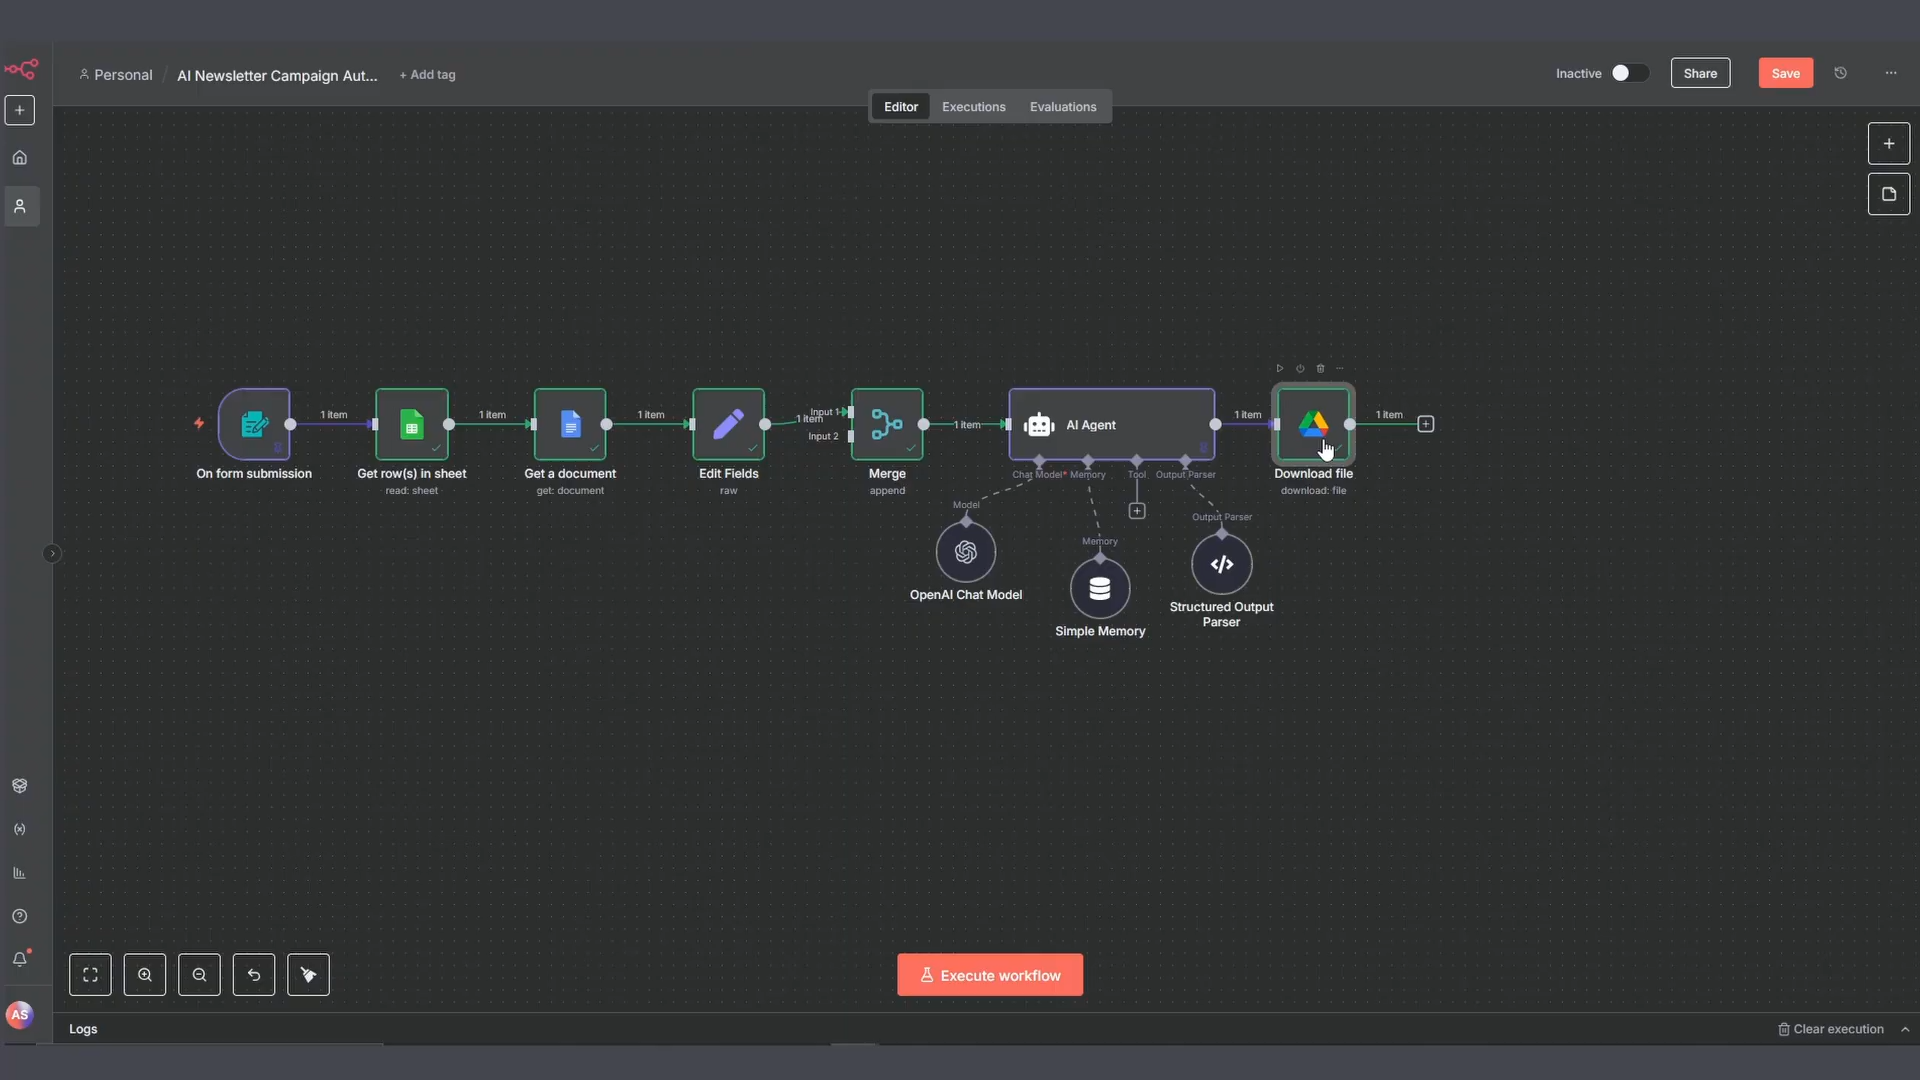 Personal / AI Newsletter Campaign Aut... + Add tag
Inactive Share Save
Editor Executions Evaluations
1 item 1 item 1 item 1 item 1 item 1 item 1 item
Input 1
Input 2
AI Agent
On form submission
Get row(s) in sheet
read: sheet
Get a document
get: document
Edit Fields
raw
Merge
append
Chat Model* Memory Tool Output Parser
Download file
download: file
Model
OpenAI Chat Model
Memory
Simple Memory
Output Parser
Structured Output
Parser
Execute workflow
AS
Logs
Clear execution